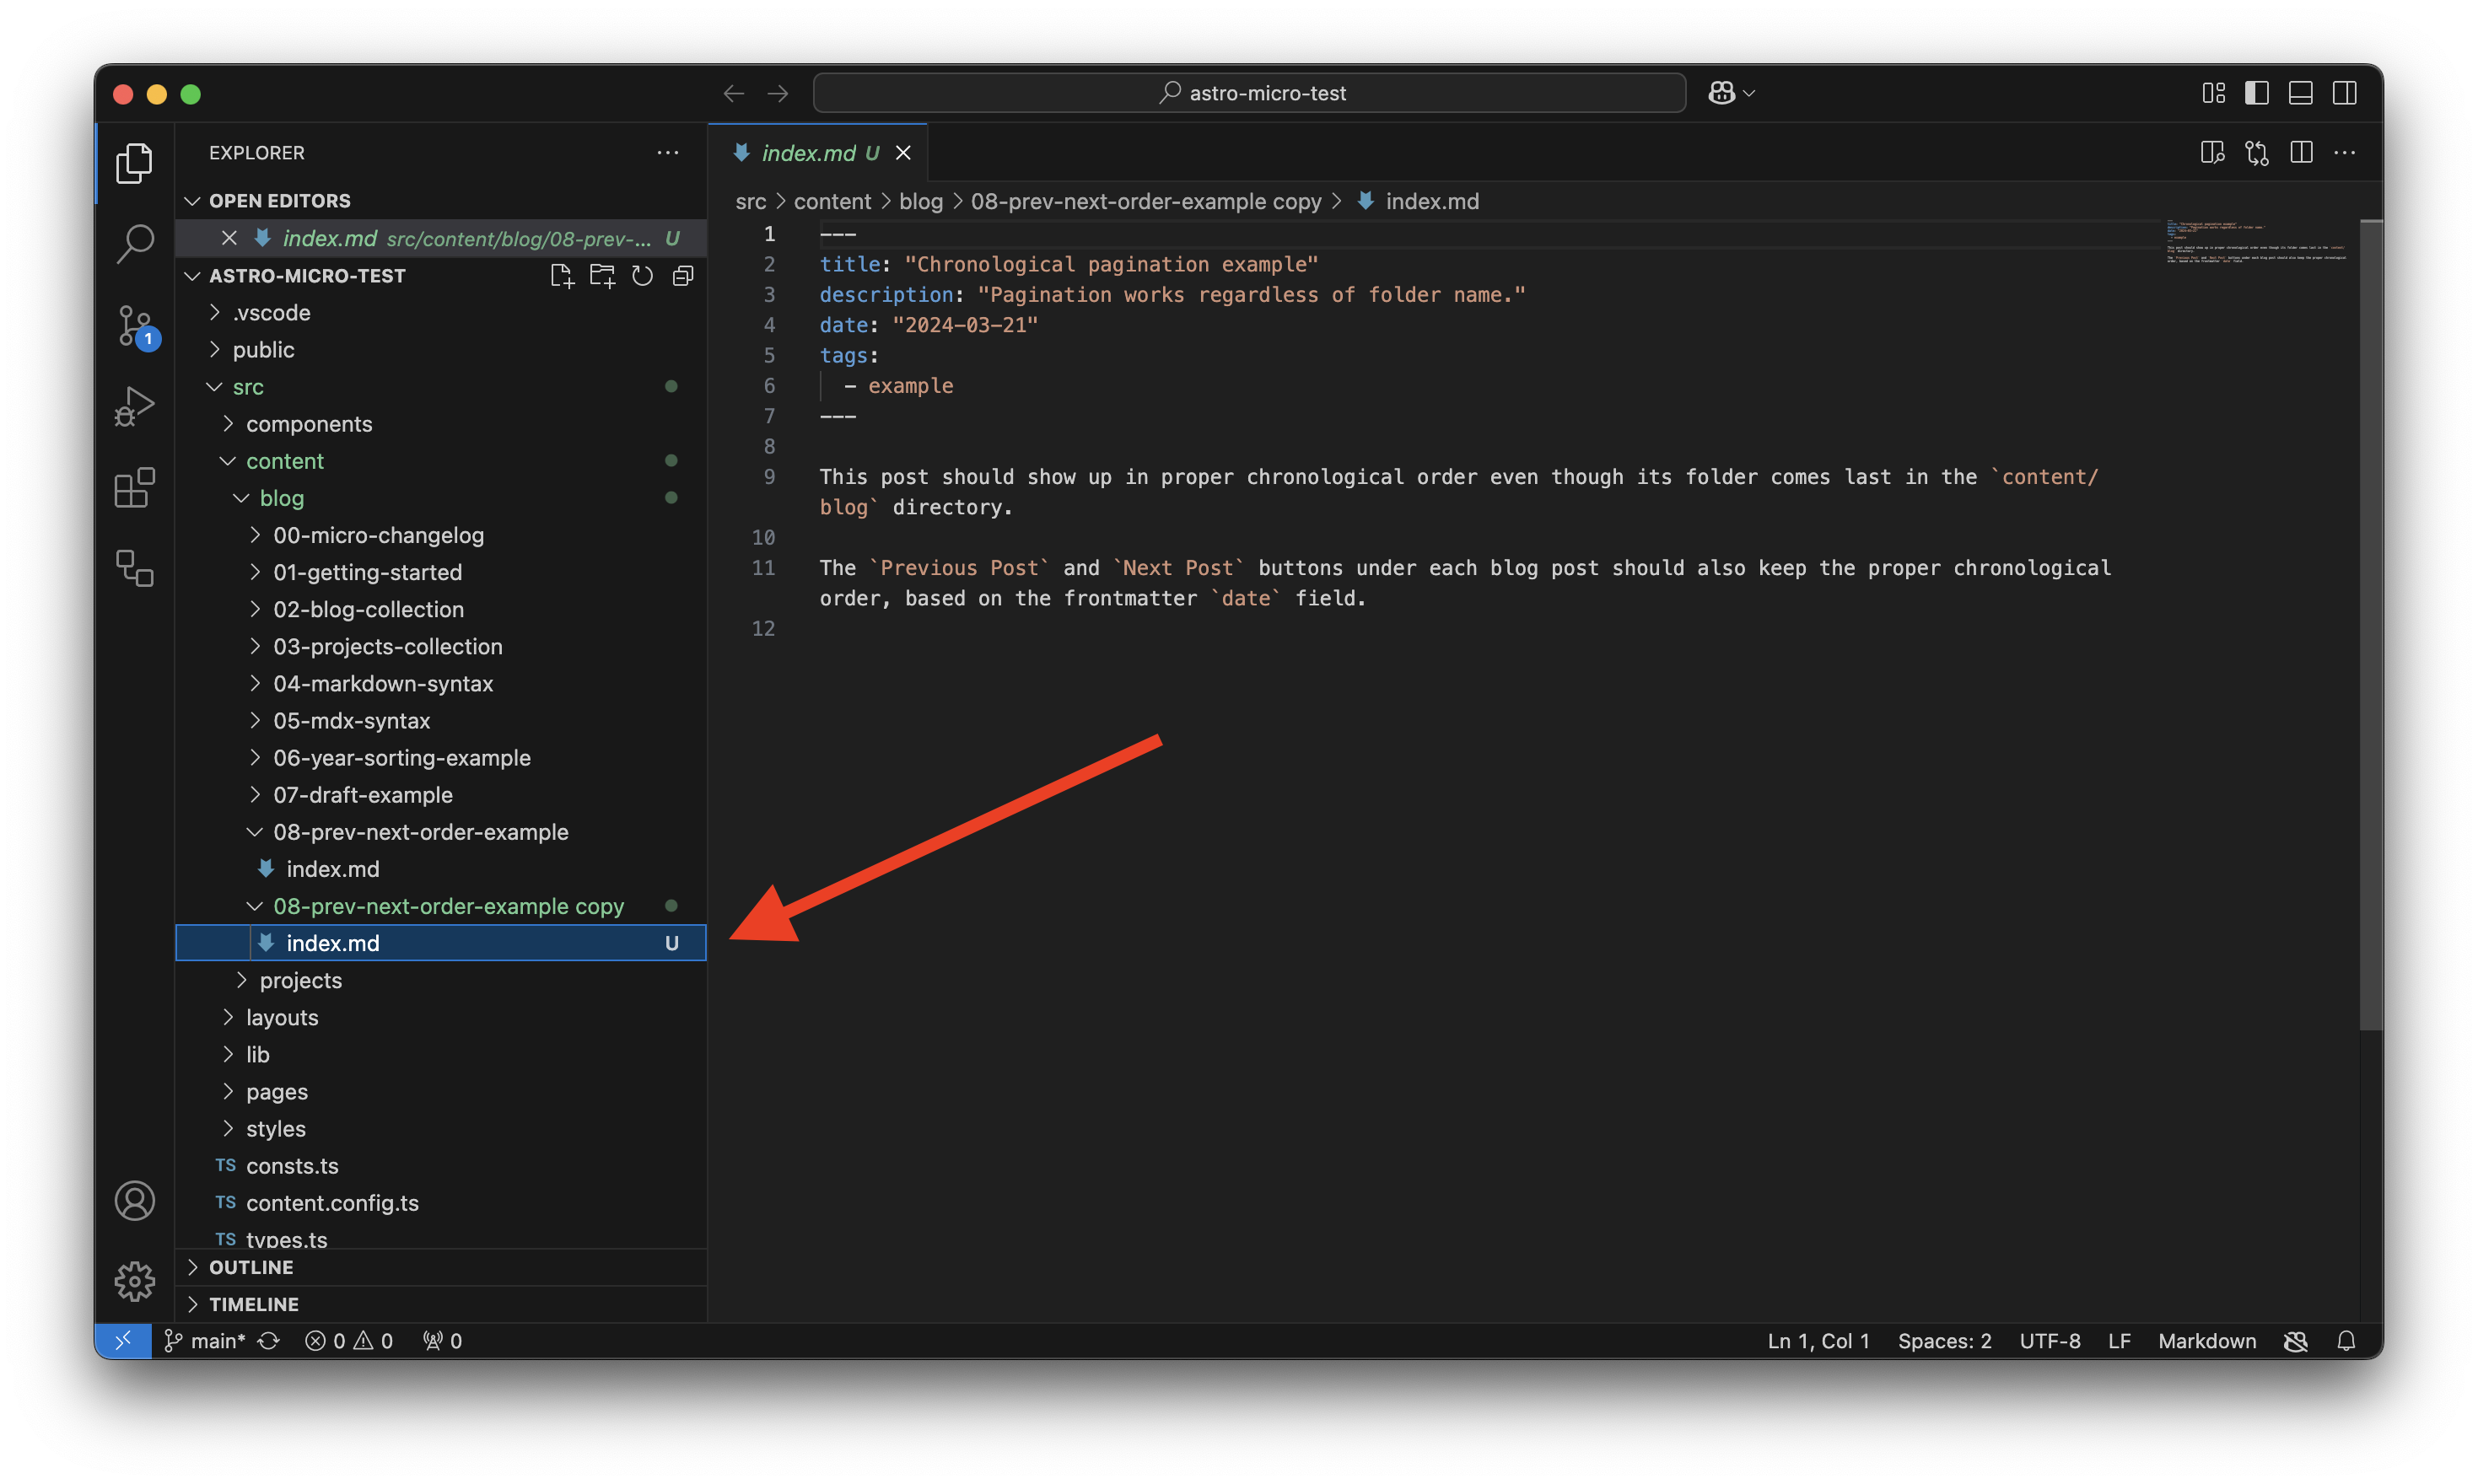 astro-micro-test
EXPLORER
OPEN EDITORS
index.md src/content/blog/08-prev-... U
ASTRO-MICRO-TEST
.vscode
public
src
components
content
blog
00-micro-changelog
01-getting-started
02-blog-collection
03-projects-collection
04-markdown-syntax
05-mdx-syntax
06-year-sorting-example
07-draft-example
08-prev-next-order-example
index.md
08-prev-next-order-example copy
index.md U
projects
layouts
lib
pages
styles
TS consts.ts
TS content.config.ts
TS types.ts
OUTLINE
TIMELINE
1
index.md U
src > content > blog > 08-prev-next-order-example copy > index.md
1 ---
2 title: "Chronological pagination example"
3 description: "Pagination works regardless of folder name."
4 date: "2024-03-21"
5 tags:
6 - example
7 ---
8
9 This post should show up in proper chronological order even though its folder comes last in the `content/
blog` directory.
10
11 The `Previous Post` and `Next Post` buttons under each blog post should also keep the proper chronological
order, based on the frontmatter `date` field.
12
main* 0 0 0
Ln 1, Col 1 Spaces: 2 UTF-8 LF Markdown